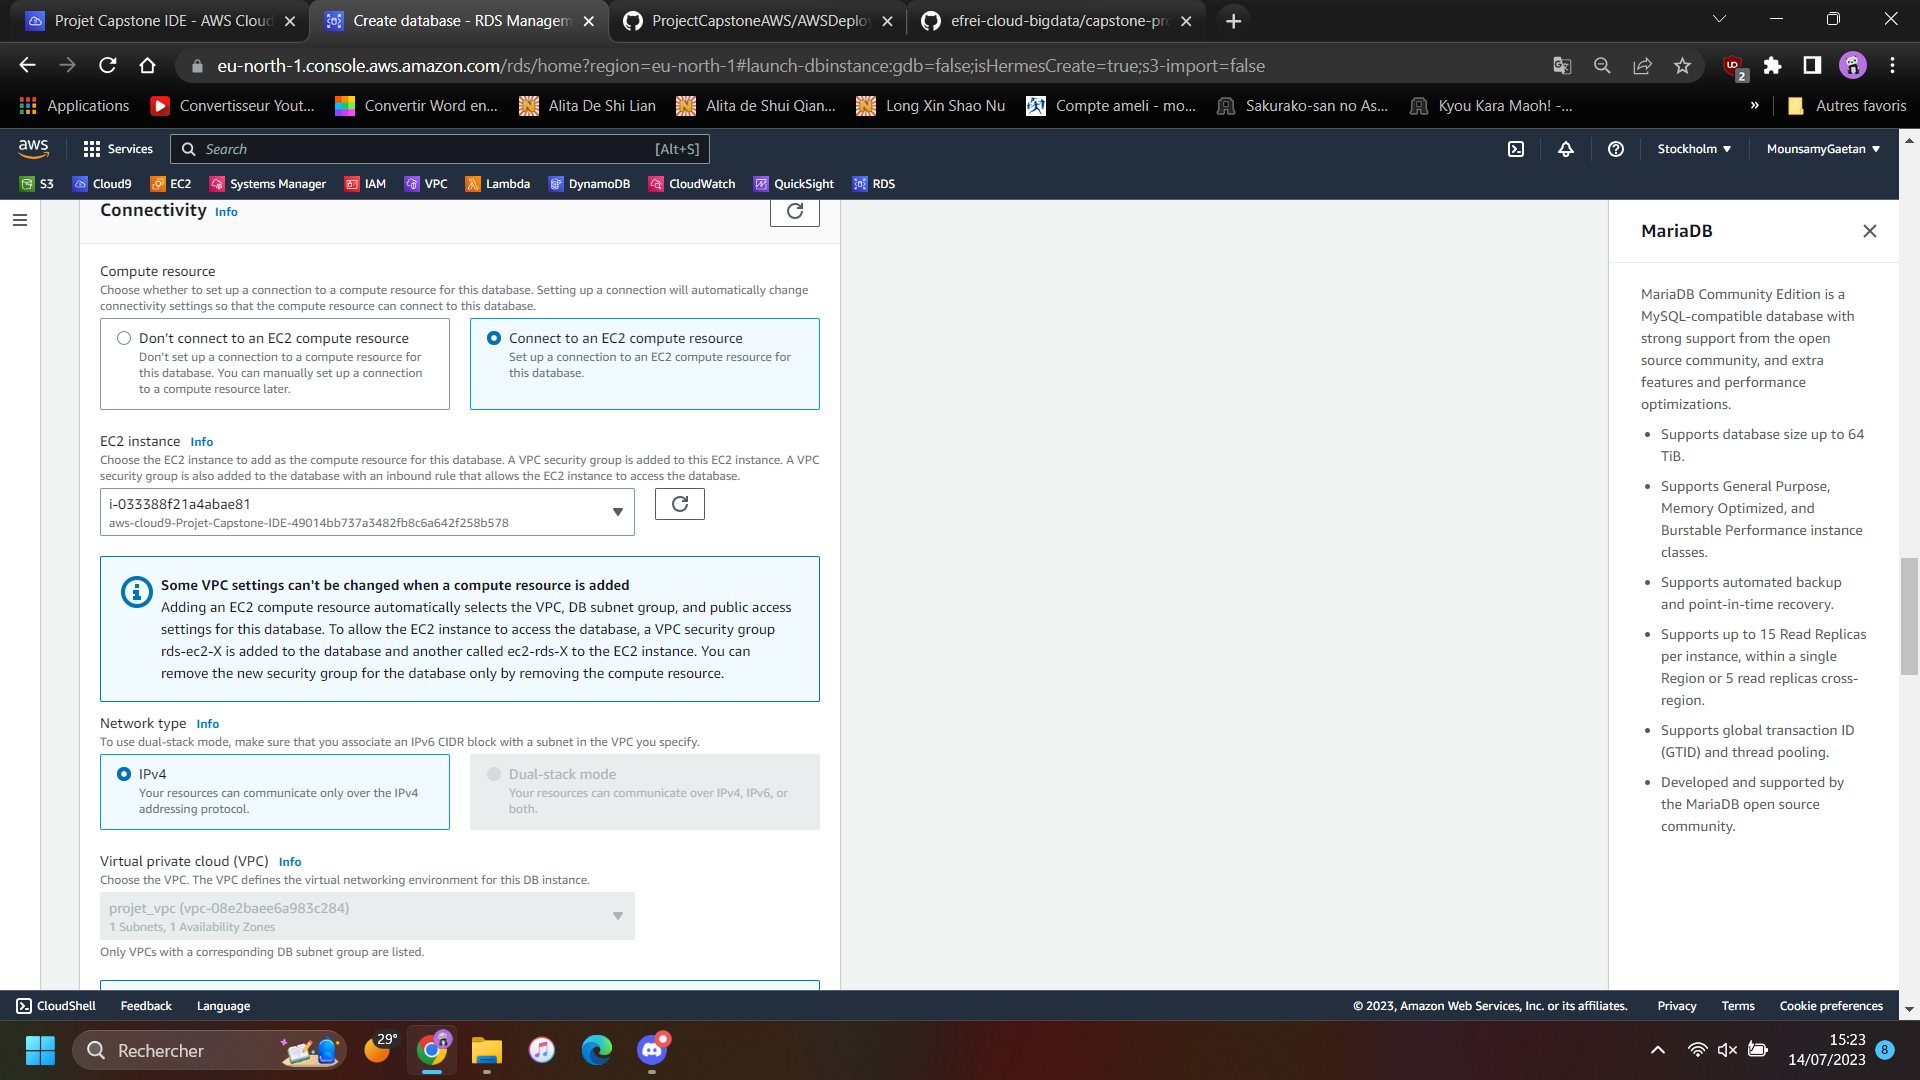 Projet Capstone IDE - AWS Cloud
Create database - RDS Managem
ProjectCapstoneAWS/AWSDeploy
efrei-cloud-bigdata/capstone-pro
eu-north-1.console.aws.amazon.com/rds/home?region=eu-north-1#launch-dbinstance:gdb=false;isHermesCreate=true;s3-import=false
2
Applications
Convertisseur Yout...
Convertir Word en...
Alita De Shi Lian
Alita de Shui Qian...
Long Xin Shao Nu
Compte ameli - mo...
Sakurako-san no As...
Kyou Kara Maoh! -...
»
Autres favoris
aws
Services
Search
[Alt+S]
Stockholm
MounsamyGaetan
S3
Cloud9
EC2
Systems Manager
IAM
VPC
Lambda
DynamoDB
CloudWatch
QuickSight
RDS
Connectivity Info
Compute resource
Choose whether to set up a connection to a compute resource for this database. Setting up a connection will automatically change
connectivity settings so that the compute resource can connect to this database.
Don't connect to an EC2 compute resource
Don't set up a connection to a compute resource for
this database. You can manually set up a connection
to a compute resource later.
Connect to an EC2 compute resource
Set up a connection to an EC2 compute resource for
this database.
EC2 instance Info
Choose the EC2 instance to add as the compute resource for this database. A VPC security group is added to this EC2 instance. A VPC
security group is also added to the database with an inbound rule that allows the EC2 instance to access the database.
i-033388f21a4abae81
aws-cloud9-Projet-Capstone-IDE-49014bb737a3482fb8c6a642f258b578
Some VPC settings can't be changed when a compute resource is added
Adding an EC2 compute resource automatically selects the VPC, DB subnet group, and public access
settings for this database. To allow the EC2 instance to access the database, a VPC security group
rds-ec2-X is added to the database and another called ec2-rds-X to the EC2 instance. You can
remove the new security group for the database only by removing the compute resource.
Network type Info
To use dual-stack mode, make sure that you associate an IPv6 CIDR block with a subnet in the VPC you specify.
IPv4
Your resources can communicate only over the IPv4
addressing protocol.
Dual-stack mode
Your resources can communicate over IPv4, IPv6, or
both.
Virtual private cloud (VPC) Info
Choose the VPC. The VPC defines the virtual networking environment for this DB instance.
projet_vpc (vpc-08e2baee6a983c284)
1 Subnets, 1 Availability Zones
Only VPCs with a corresponding DB subnet group are listed.
MariaDB
MariaDB Community Edition is a
MySQL-compatible database with
strong support from the open
source community, and extra
features and performance
optimizations.
• Supports database size up to 64
TiB.
• Supports General Purpose,
Memory Optimized, and
Burstable Performance instance
classes.
• Supports automated backup
and point-in-time recovery.
• Supports up to 15 Read Replicas
per instance, within a single
Region or 5 read replicas cross-
region.
• Supports global transaction ID
(GTID) and thread pooling.
• Developed and supported by
the MariaDB open source
community.
CloudShell
Feedback
Language
© 2023, Amazon Web Services, Inc. or its affiliates.
Privacy
Terms
Cookie preferences
Rechercher
29°
15:23
14/07/2023
8